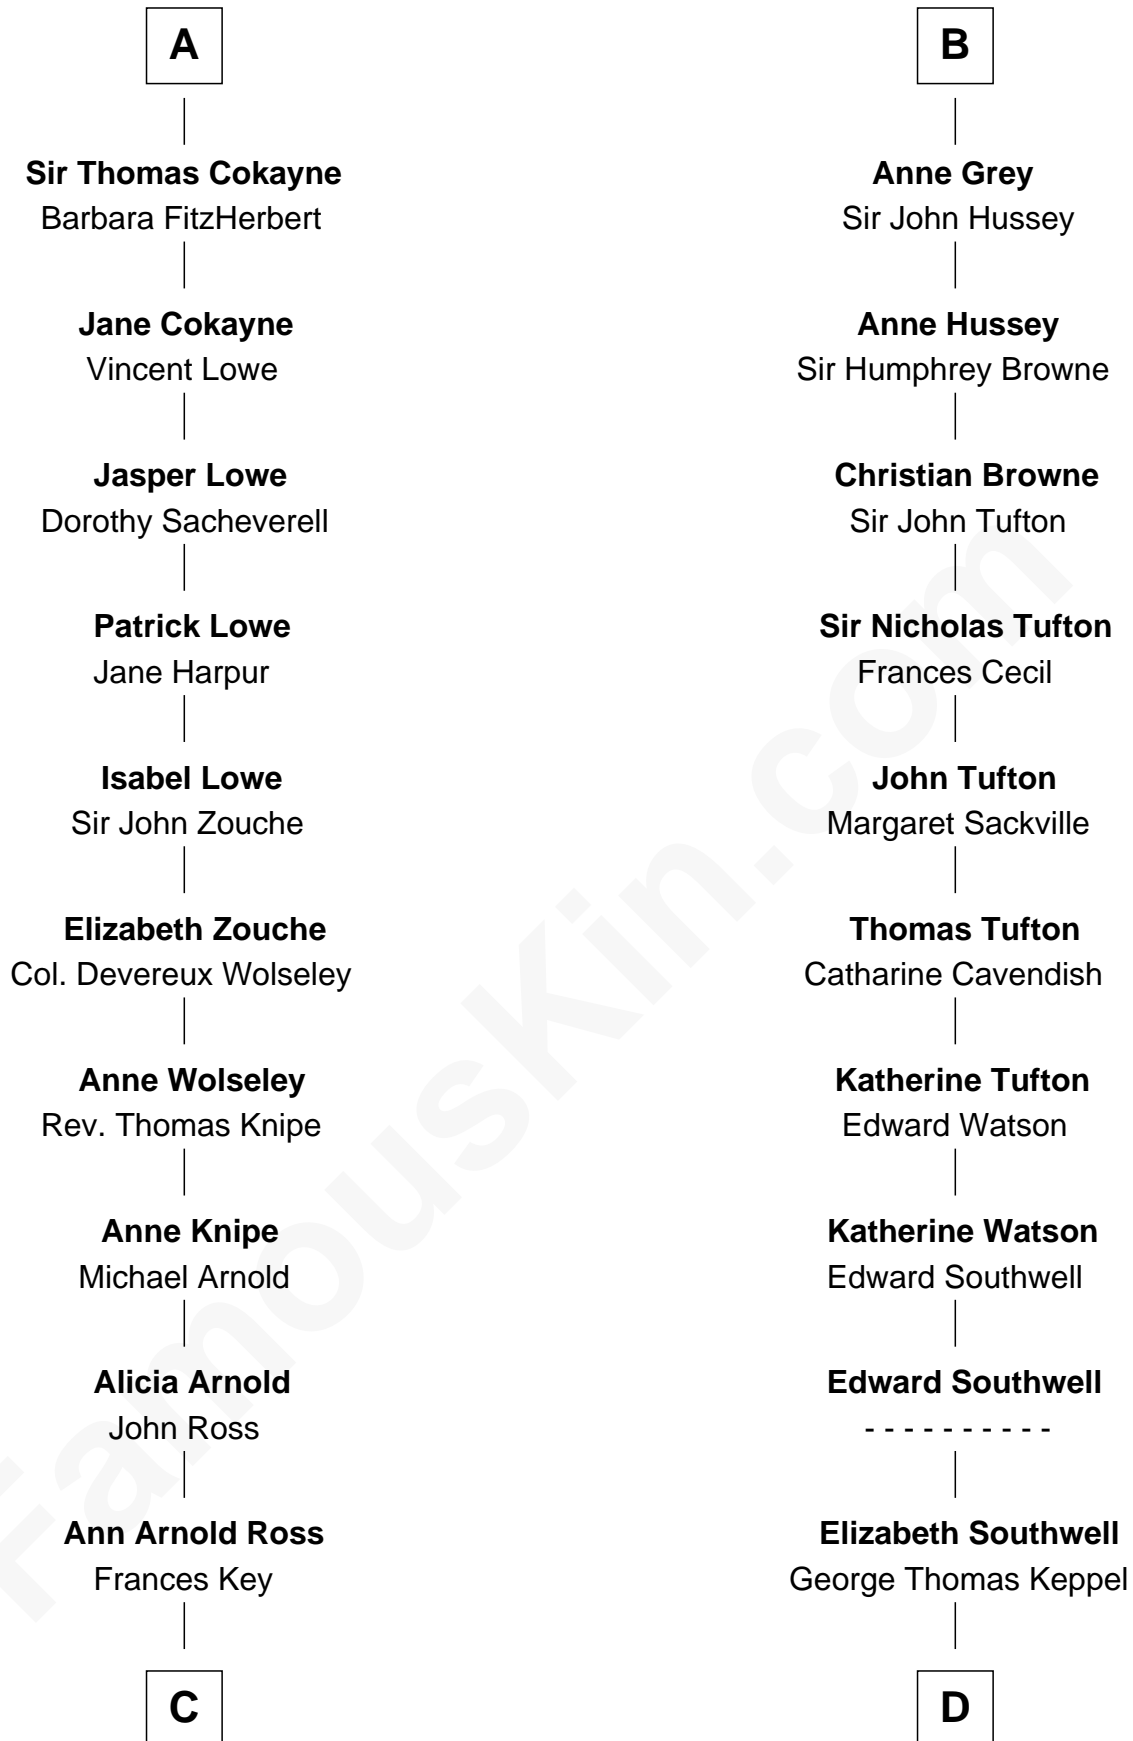 A
Sir Thomas Cokayne
Barbara FitzHerbert
Jane Cokayne
Vincent Lowe
Jasper Lowe
Dorothy Sacheverell
Patrick Lowe
Jane Harpur
Isabel Lowe
Sir John Zouche
Elizabeth Zouche
Col. Devereux Wolseley
Anne Wolseley
Rev. Thomas Knipe
Anne Knipe
Michael Arnold
Alicia Arnold
John Ross
Ann Arnold Ross
Frances Key
C
B
Anne Grey
Sir John Hussey
Anne Hussey
Sir Humphrey Browne
Christian Browne
Sir John Tufton
Sir Nicholas Tufton
Frances Cecil
John Tufton
Margaret Sackville
Thomas Tufton
Catharine Cavendish
Katherine Tufton
Edward Watson
Katherine Watson
Edward Southwell
Edward Southwell
- - - - - - - - - -
Elizabeth Southwell
George Thomas Keppel
D
FamousKin.com